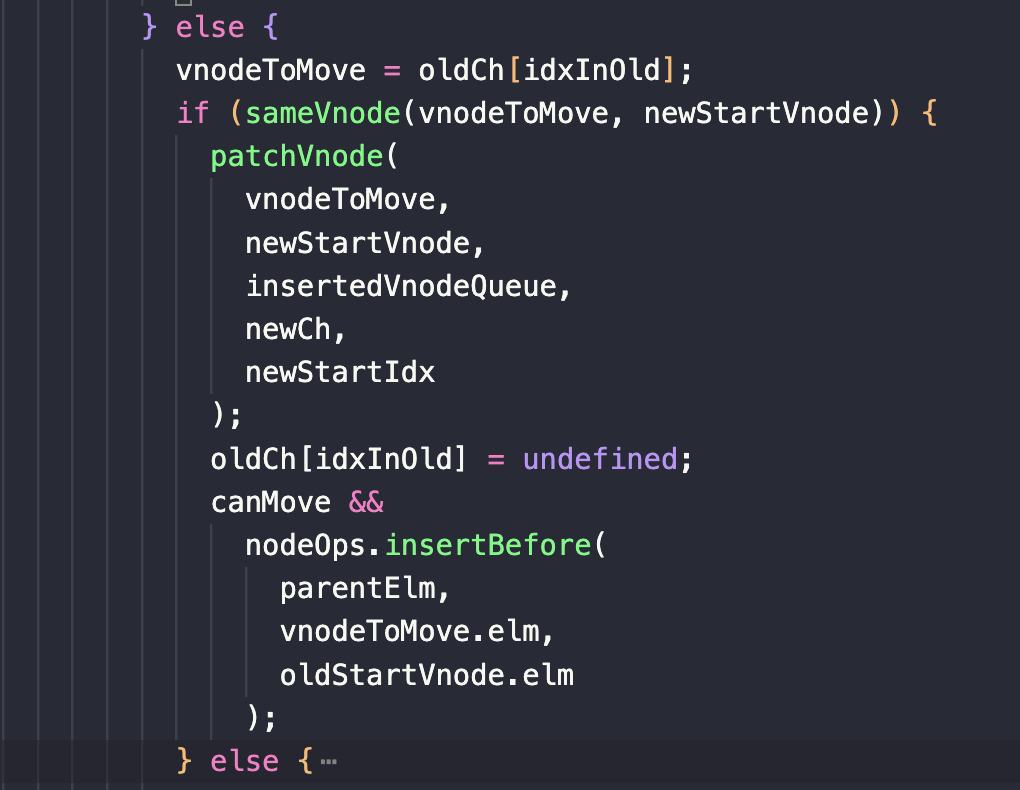 } else {
vnodeToMove = oldCh[idxInOld];
if (sameVnode(vnodeToMove, newStartVnode)) {
patchVnode(
vnodeToMove,
newStartVnode,
insertedVnodeQueue,
newCh,
newStartIdx
);
oldCh[idxInOld] = undefined;
canMove &&
nodeOps.insertBefore(
parentElm,
vnodeToMove.elm,
oldStartVnode.elm
);
} else {⋯